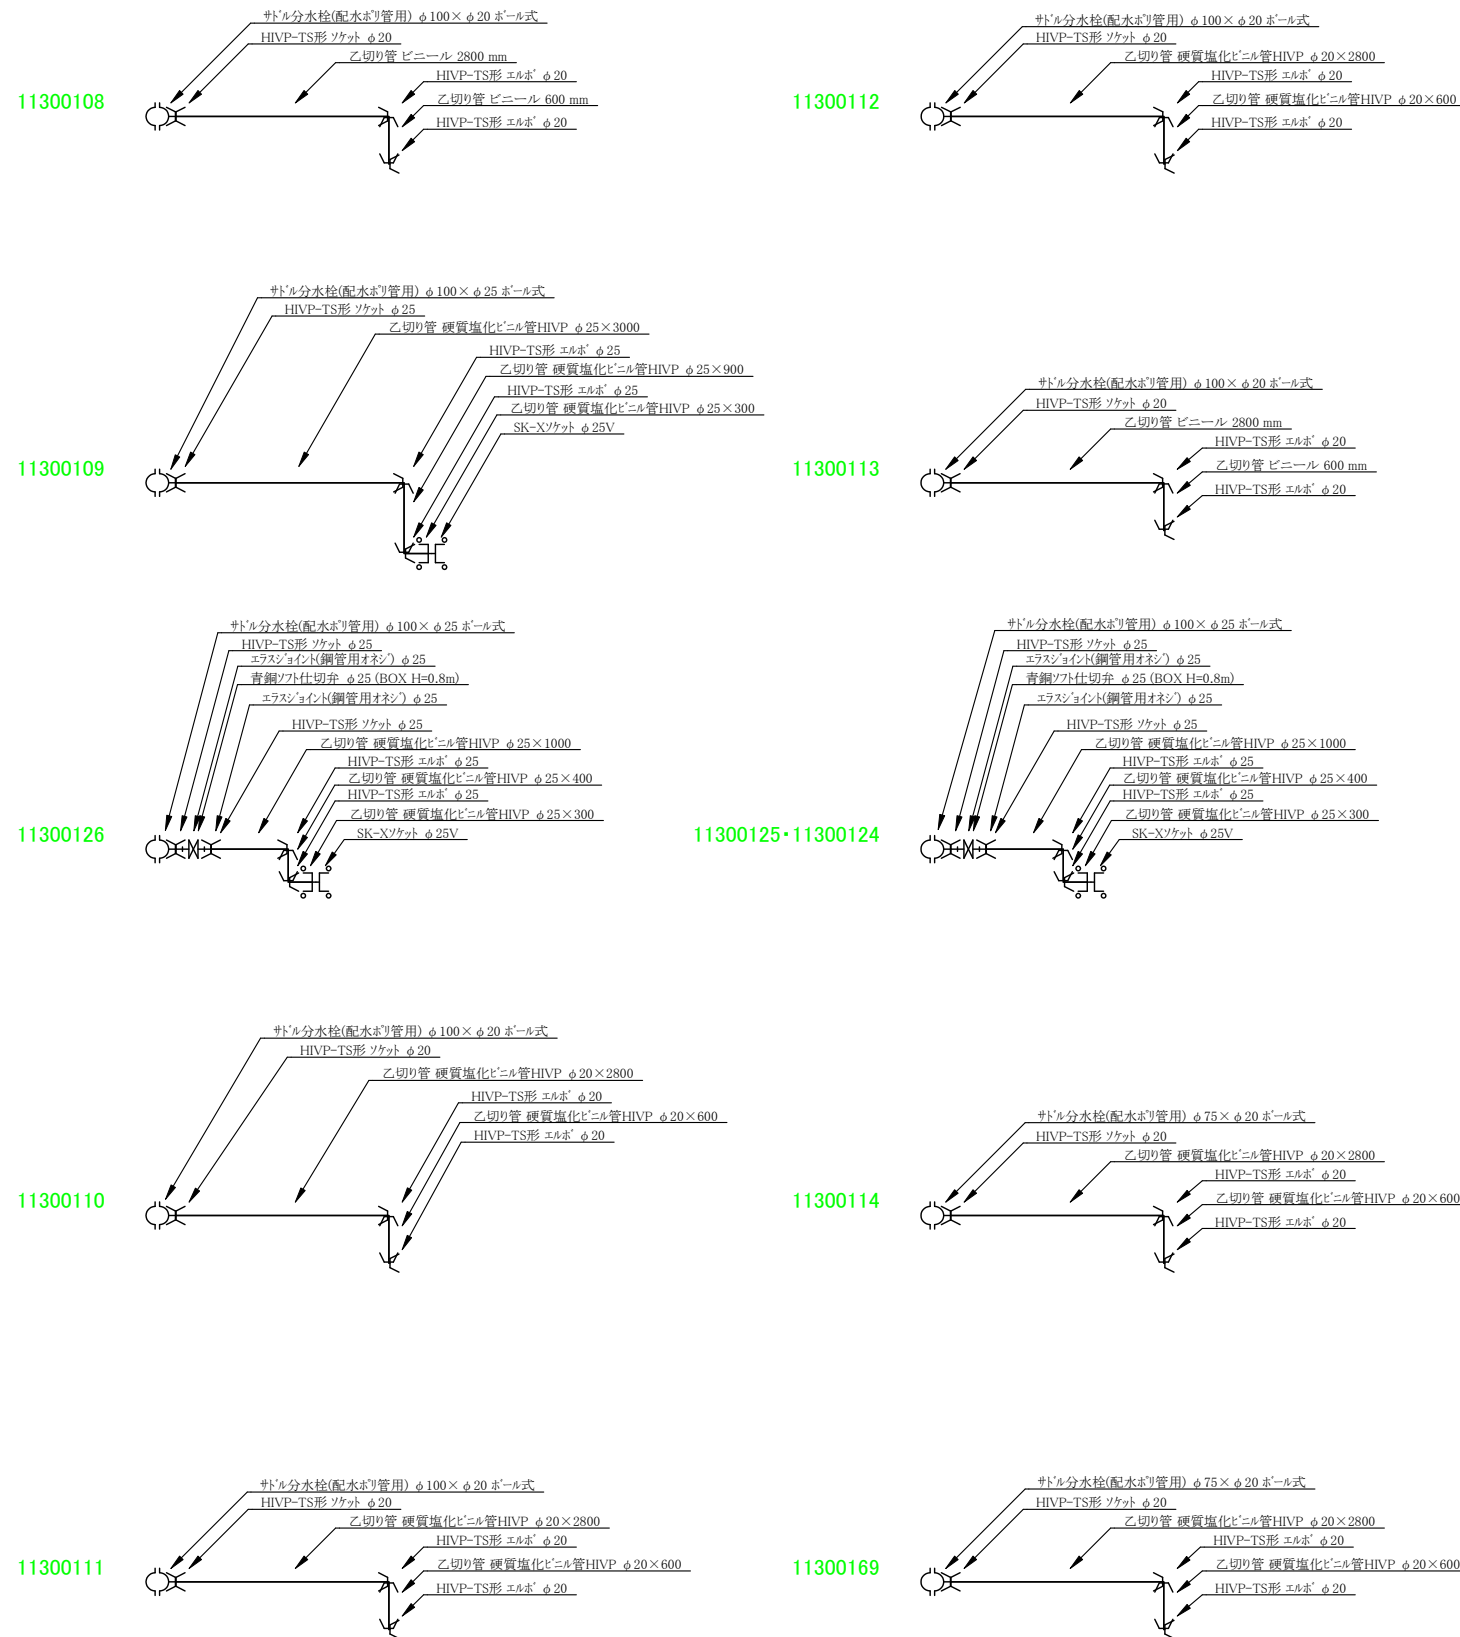 サドル分水栓(配水ポリ管用) φ100×φ20 ボール式
HIVP-TS形 ソケット φ20
乙切り管 ビニール 2800 mm
HIVP-TS形 エルボ φ20
乙切り管 ビニール 600 mm
HIVP-TS形 エルボ φ20
11300108
サドル分水栓(配水ポリ管用) φ100×φ20 ボール式
HIVP-TS形 ソケット φ20
乙切り管 硬質塩化ビニル管HIVP φ20×2800
HIVP-TS形 エルボ φ20
乙切り管 硬質塩化ビニル管HIVP φ20×600
HIVP-TS形 エルボ φ20
11300112
サドル分水栓(配水ポリ管用) φ100×φ25 ボール式
HIVP-TS形 ソケット φ25
乙切り管 硬質塩化ビニル管HIVP φ25×3000
HIVP-TS形 エルボ φ25
乙切り管 硬質塩化ビニル管HIVP φ25×900
HIVP-TS形 エルボ φ25
乙切り管 硬質塩化ビニル管HIVP φ25×300
SK-Xソケット φ25V
11300109
サドル分水栓(配水ポリ管用) φ100×φ20 ボール式
HIVP-TS形 ソケット φ20
乙切り管 ビニール 2800 mm
HIVP-TS形 エルボ φ20
乙切り管 ビニール 600 mm
HIVP-TS形 エルボ φ20
11300113
サドル分水栓(配水ポリ管用) φ100×φ25 ボール式
HIVP-TS形 ソケット φ25
エラスジョイント(鋼管用オネジ) φ25
青銅ソフト仕切弁 φ25 (BOX H=0.8m)
エラスジョイント(鋼管用オネジ) φ25
HIVP-TS形 ソケット φ25
乙切り管 硬質塩化ビニル管HIVP φ25×1000
HIVP-TS形 エルボ φ25
乙切り管 硬質塩化ビニル管HIVP φ25×400
HIVP-TS形 エルボ φ25
乙切り管 硬質塩化ビニル管HIVP φ25×300
SK-Xソケット φ25V
11300126
サドル分水栓(配水ポリ管用) φ100×φ25 ボール式
HIVP-TS形 ソケット φ25
エラスジョイント(鋼管用オネジ) φ25
青銅ソフト仕切弁 φ25 (BOX H=0.8m)
エラスジョイント(鋼管用オネジ) φ25
HIVP-TS形 ソケット φ25
乙切り管 硬質塩化ビニル管HIVP φ25×1000
HIVP-TS形 エルボ φ25
乙切り管 硬質塩化ビニル管HIVP φ25×400
HIVP-TS形 エルボ φ25
乙切り管 硬質塩化ビニル管HIVP φ25×300
SK-Xソケット φ25V
11300125・11300124
サドル分水栓(配水ポリ管用) φ100×φ20 ボール式
HIVP-TS形 ソケット φ20
乙切り管 硬質塩化ビニル管HIVP φ20×2800
HIVP-TS形 エルボ φ20
乙切り管 硬質塩化ビニル管HIVP φ20×600
HIVP-TS形 エルボ φ20
11300110
サドル分水栓(配水ポリ管用) φ75×φ20 ボール式
HIVP-TS形 ソケット φ20
乙切り管 硬質塩化ビニル管HIVP φ20×2800
HIVP-TS形 エルボ φ20
乙切り管 硬質塩化ビニル管HIVP φ20×600
HIVP-TS形 エルボ φ20
11300114
サドル分水栓(配水ポリ管用) φ100×φ20 ボール式
HIVP-TS形 ソケット φ20
乙切り管 硬質塩化ビニル管HIVP φ20×2800
HIVP-TS形 エルボ φ20
乙切り管 硬質塩化ビニル管HIVP φ20×600
HIVP-TS形 エルボ φ20
11300111
サドル分水栓(配水ポリ管用) φ75×φ20 ボール式
HIVP-TS形 ソケット φ20
乙切り管 硬質塩化ビニル管HIVP φ20×2800
HIVP-TS形 エルボ φ20
乙切り管 硬質塩化ビニル管HIVP φ20×600
HIVP-TS形 エルボ φ20
11300169